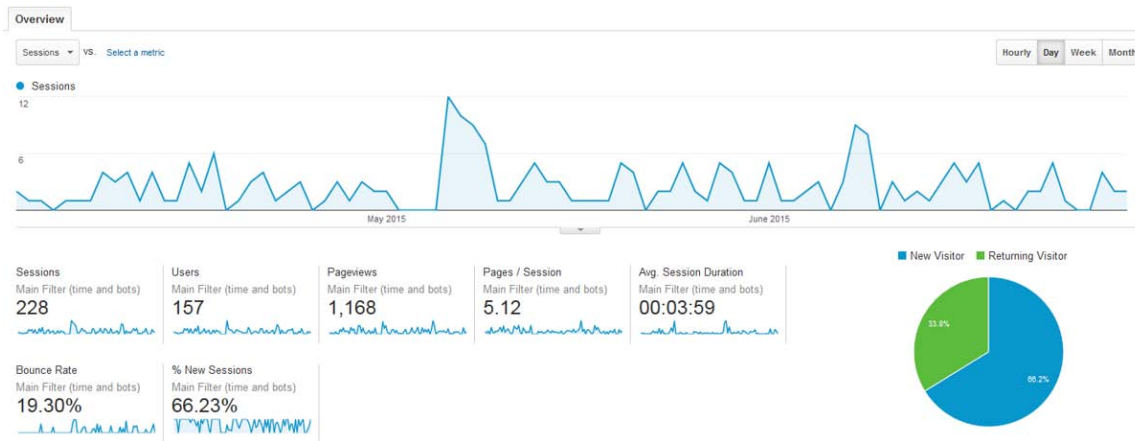 Overview
Sessions VS. Select a metric
Hourly Day Week Month
Sessions
12
6
May 2015
June 2015
Sessions
Main Filter (time and bots)
228
Users
Main Filter (time and bots)
157
Pageviews
Main Filter (time and bots)
1,168
Pages / Session
Main Filter (time and bots)
5.12
Avg. Session Duration
Main Filter (time and bots)
00:03:59
Bounce Rate
Main Filter (time and bots)
19.30%
% New Sessions
Main Filter (time and bots)
66.23%
New Visitor Returning Visitor
33.8%
66.2%